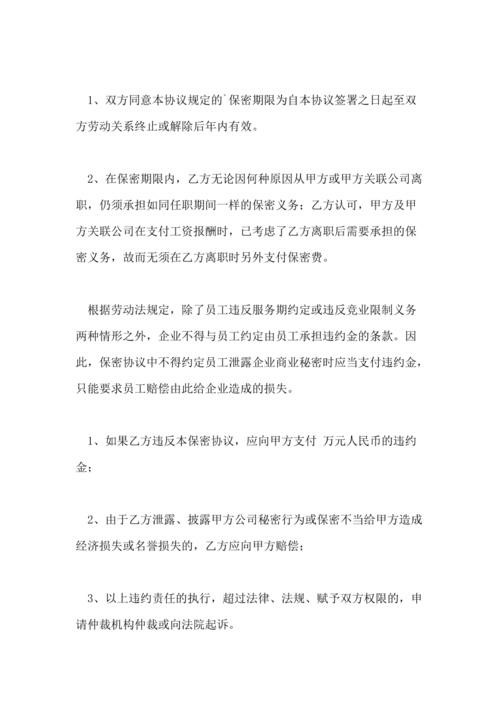 1、双方同意本协议规定的`保密期限为自本协议签署之日起至双
方劳动关系终止或解除后年内有效。
2、在保密期限内，乙方无论因何种原因从甲方或甲方关联公司离
职，仍须承担如同任职期间一样的保密义务；乙方认可，甲方及甲
方关联公司在支付工资报酬时，已考虑了乙方离职后需要承担的保
密义务，故而无须在乙方离职时另外支付保密费。
根据劳动法规定，除了员工违反服务期约定或违反竞业限制义务
两种情形之外，企业不得与员工约定由员工承担违约金的条款。因
此，保密协议中不得约定员工泄露企业商业秘密时应当支付违约金，
只能要求员工赔偿由此给企业造成的损失。
1、如果乙方违反本保密协议，应向甲方支付 万元人民币的违约
金；
2、由于乙方泄露、披露甲方公司秘密行为或保密不当给甲方造成
经济损失或名誉损失的，乙方应向甲方赔偿；
3、以上违约责任的执行，超过法律、法规、赋予双方权限的，申
请仲裁机构仲裁或向法院起诉。